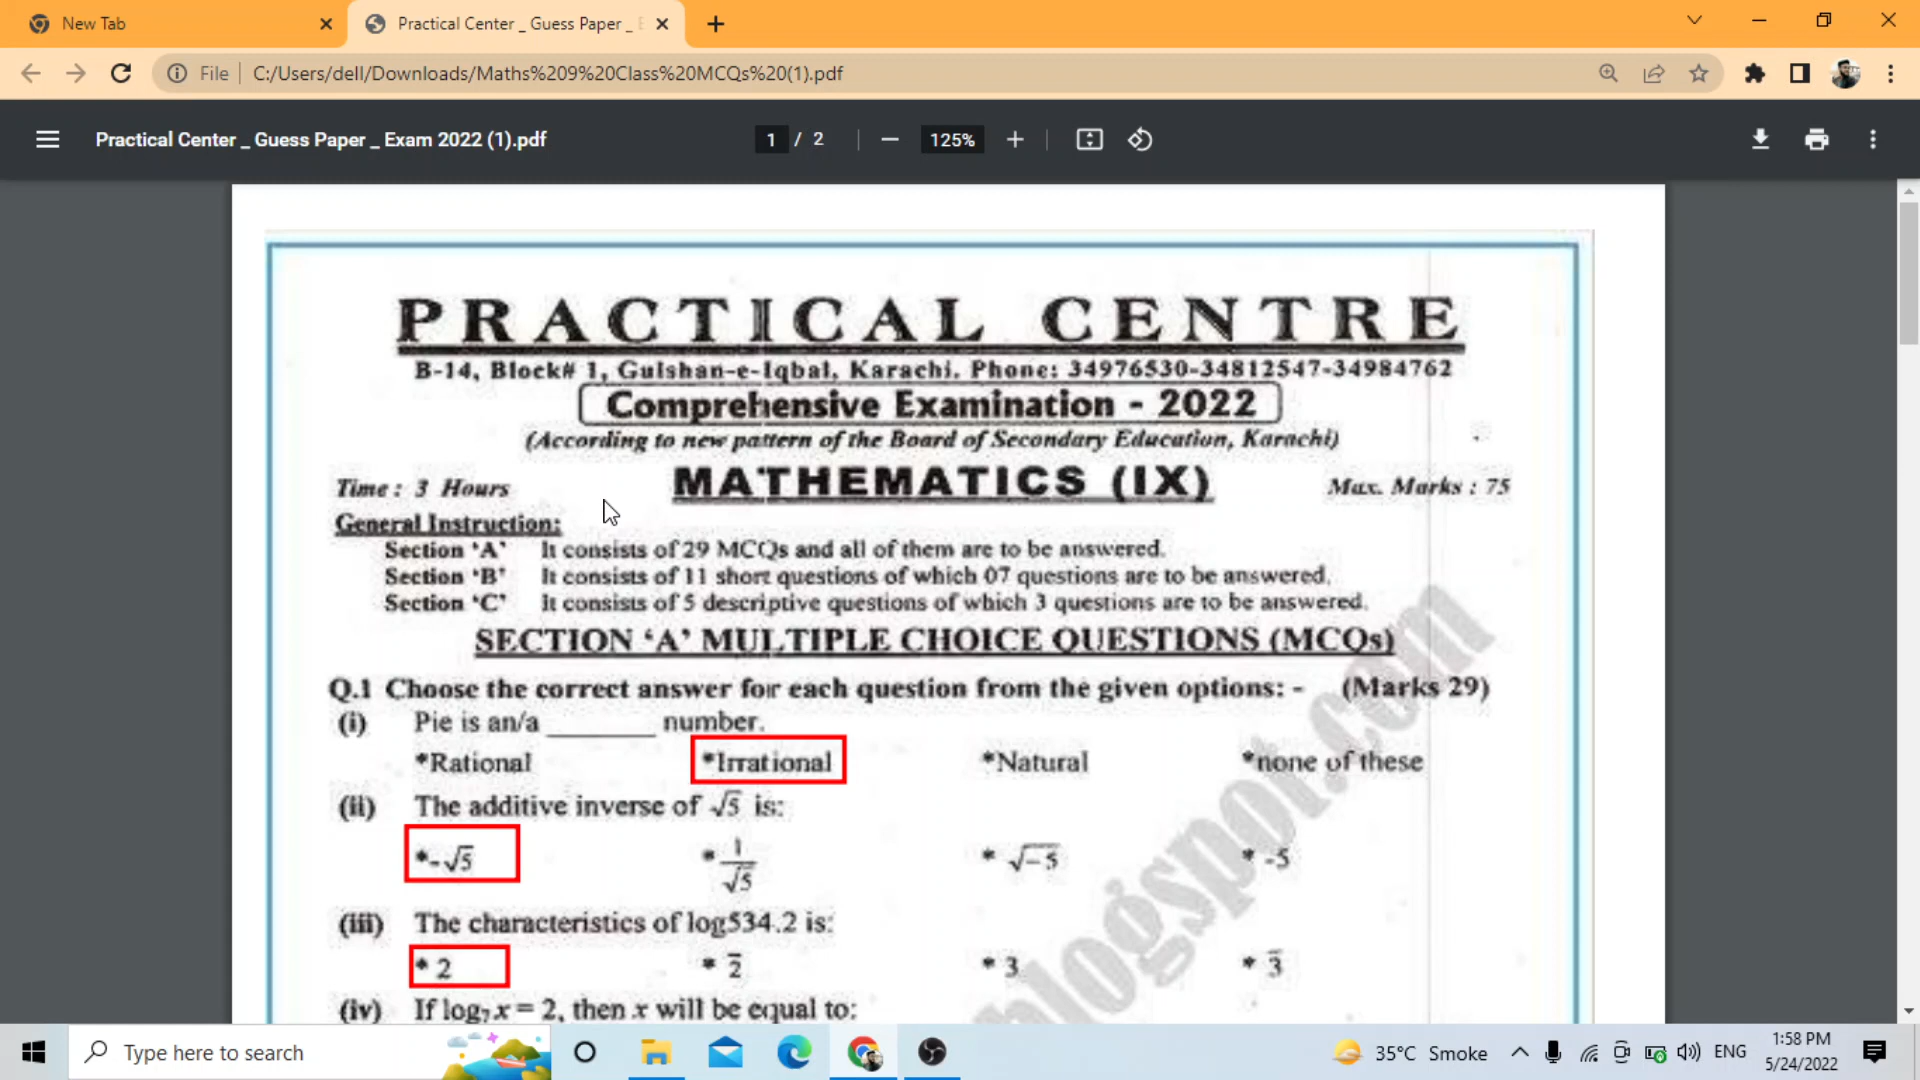 New Tab
Practical Center _ Guess Paper _ E
File
C:/Users/dell/Downloads/Maths%209%20Class%20MCQs%20(1).pdf
Practical Center _ Guess Paper _ Exam 2022 (1).pdf
1 / 2
125%
PRACTICAL CENTRE
B-14, Block# 1, Gulshan-e-Iqbal, Karachi. Phone: 34976530-34812547-34984762
Comprehensive Examination - 2022
(According to new pattern of the Board of Secondary Education, Karachi)
Time : 3 Hours MATHEMATICS (IX) Max. Marks : 75
General Instruction:
Section ‘A’ It consists of 29 MCQs and all of them are to be answered.
Section ‘B’ It consists of 11 short questions of which 07 questions are to be answered.
Section ‘C’ It consists of 5 descriptive questions of which 3 questions are to be answered.
SECTION ‘A’ MULTIPLE CHOICE QUESTIONS (MCQs)
Q.1 Choose the correct answer for each question from the given options: - (Marks 29)
(i) Pie is an/a ________ number.
*Rational *Irrational *Natural *none of these
(ii) The additive inverse of √5 is:
*-√5 * 1/√5 * √-5 * -5
(iii) The characteristics of log534.2 is:
* 2 * 2̅ * 3 * 3̅
(iv) If log₇ x = 2, then x will be equal to:
logspot.com
Type here to search
35°C Smoke
ENG
1:58 PM
5/24/2022